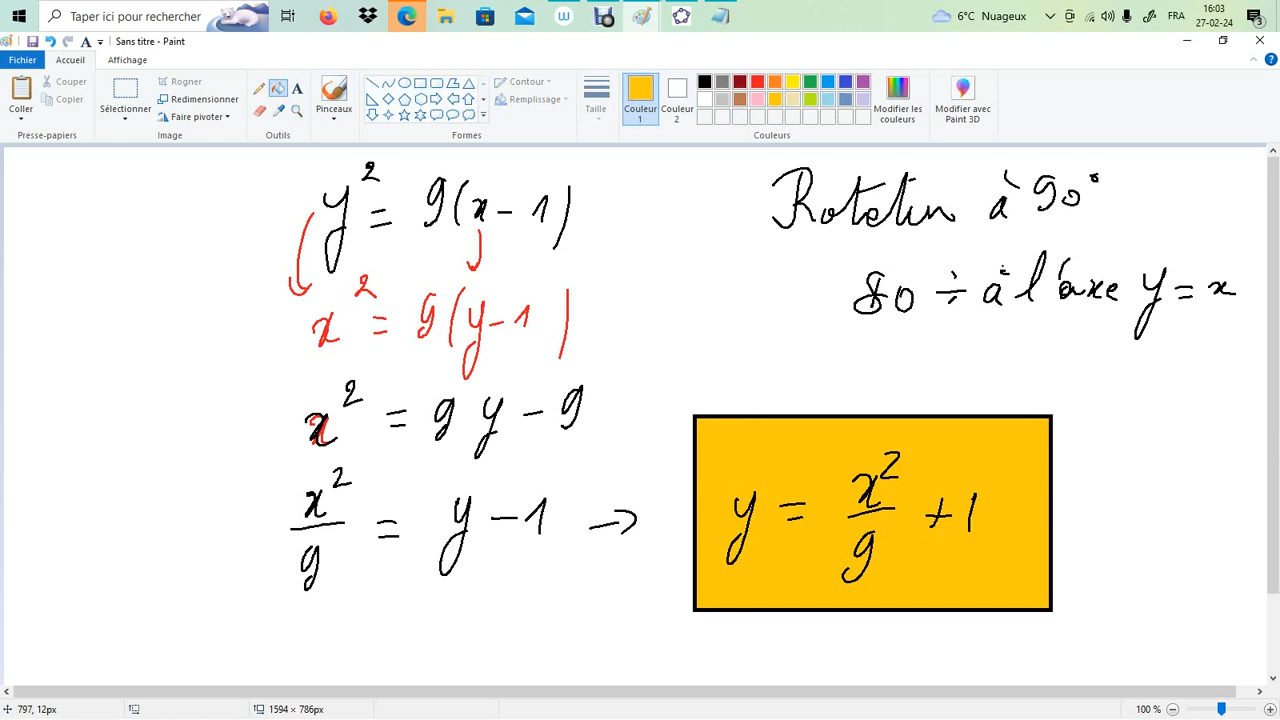 Taper ici pour rechercher
6°C Nuageux
FRA
16:03
27-02-24
3
Sans titre - Paint
Fichier
Accueil
Affichage
Coller
Couper
Copier
Presse-papiers
Sélectionner
Rogner
Redimensionner
Faire pivoter
Image
A
Outils
Pinceaux
Contour
Remplissage
Formes
Taille
Couleur 1
Couleur 2
Modifier les couleurs
Modifier avec Paint 3D
Couleurs
y² = 9(x - 1)
x² = 9(y - 1)
x² = 9y - 9
x²/9 = y - 1 →
Rotation à 90°
÷ à l'axe y = x
y = x²/9 + 1
797, 12px
1594 × 786px
100 %